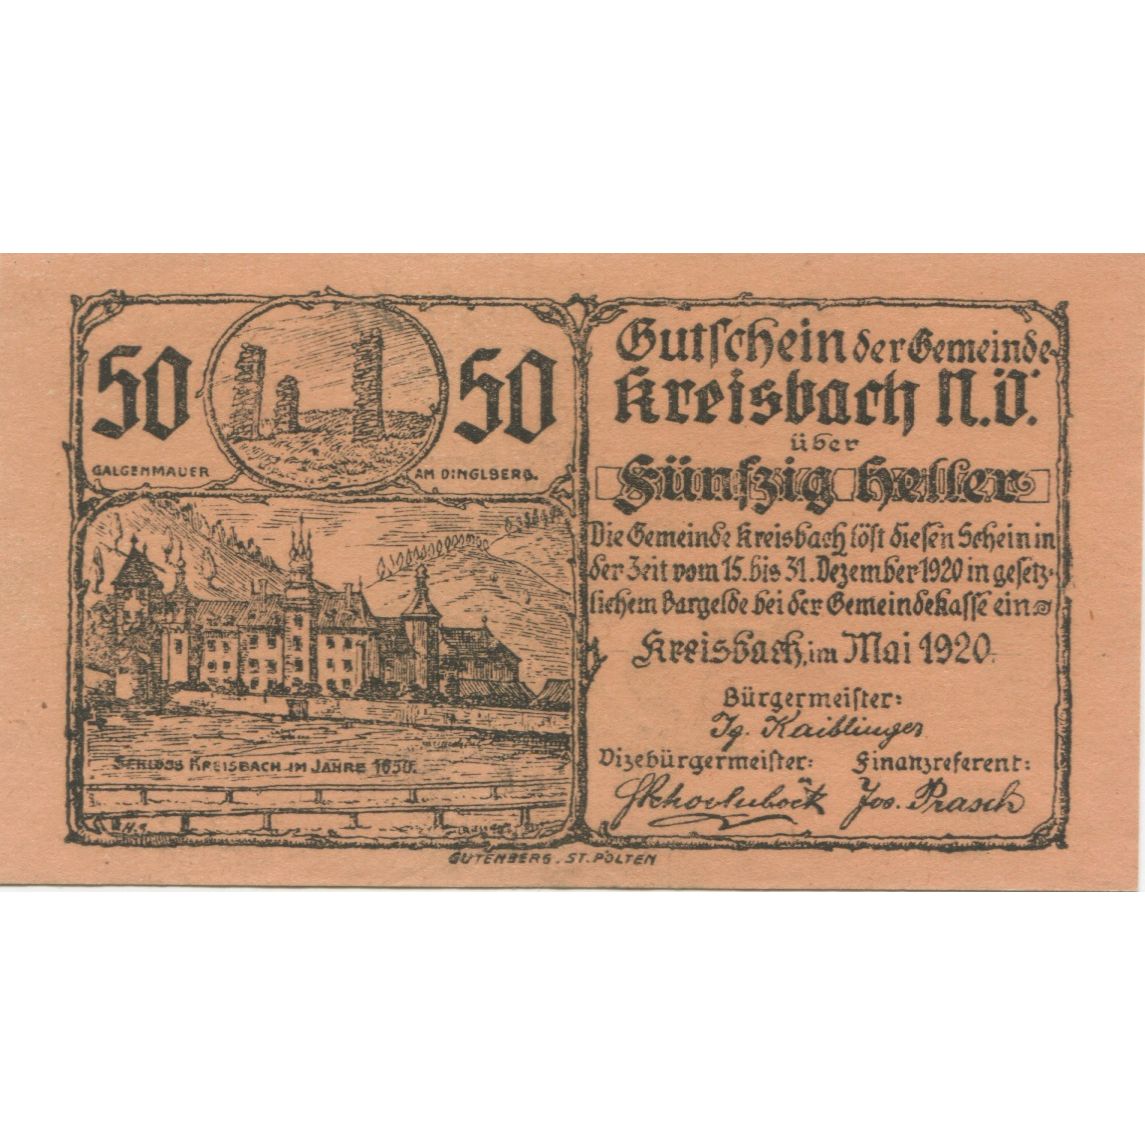 50
50
GALGENMAUER
AM DINGLBERG.
SCHLOSS KREISBACH IM JAHRE 1650.
Gutschein der Gemeinde
Kreisbach N.Ö.
über
Fünfzig Heller
Die Gemeinde Kreisbach löst diesen Schein in
der Zeit vom 15. bis 31. Dezember 1920 in gesetz-
lichem Bargelde bei der Gemeindekasse ein
Kreisbach, im Mai 1920.
Bürgermeister:
Ig. Kaiblinger
Vizebürgermeister:
Finanzreferent:
Jos. Prasch
GUTENBERG. ST. PÖLTEN